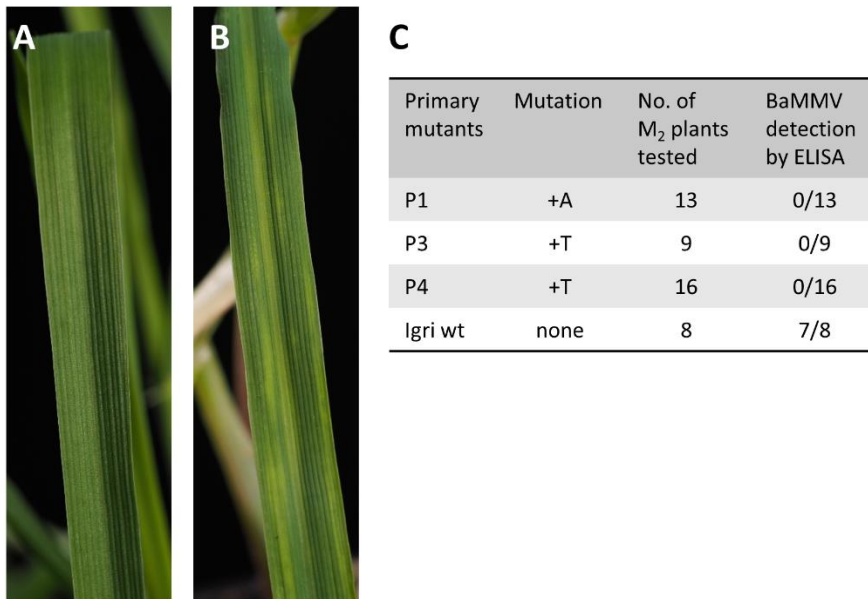 A
B
C
Primary mutants Mutation No. of M₂ plants tested BaMMV detection by ELISA
P1 +A 13 0/13
P3 +T 9 0/9
P4 +T 16 0/16
Igri wt none 8 7/8